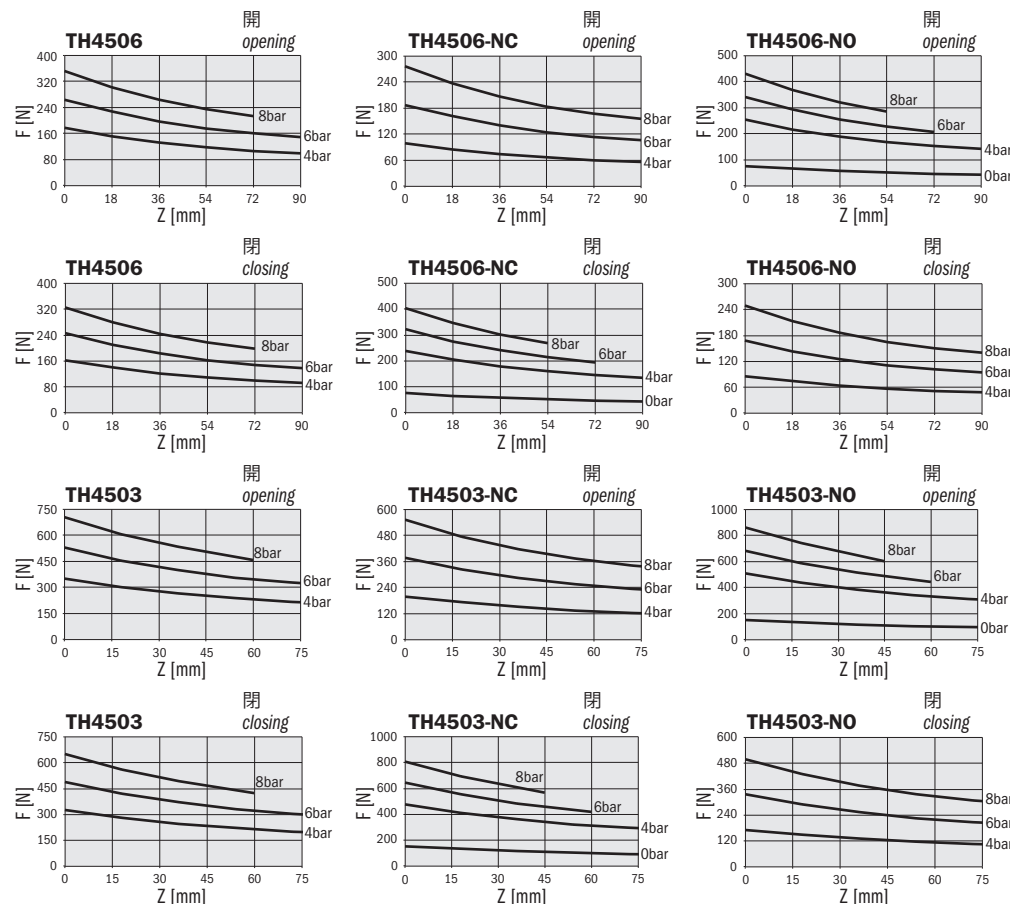 TH4506
開
opening
F [N]
400
320
240
160
80
0
8bar
6bar
4bar
0 18 36 54 72 90
Z [mm]
TH4506-NC
開
opening
F [N]
300
240
180
120
60
0
8bar
6bar
4bar
0 18 36 54 72 90
Z [mm]
TH4506-NO
開
opening
F [N]
500
400
300
200
100
0
8bar
6bar
4bar
0bar
0 18 36 54 72 90
Z [mm]
TH4506
閉
closing
F [N]
400
320
240
160
80
0
8bar
6bar
4bar
0 18 36 54 72 90
Z [mm]
TH4506-NC
閉
closing
F [N]
500
400
300
200
100
0
8bar
6bar
4bar
0bar
0 18 36 54 72 90
Z [mm]
TH4506-NO
閉
closing
F [N]
300
240
180
120
60
0
8bar
6bar
4bar
0 18 36 54 72 90
Z [mm]
TH4503
開
opening
F [N]
750
600
450
300
150
0
8bar
6bar
4bar
0 15 30 45 60 75
Z [mm]
TH4503-NC
開
opening
F [N]
600
480
360
240
120
0
8bar
6bar
4bar
0 15 30 45 60 75
Z [mm]
TH4503-NO
開
opening
F [N]
1000
800
600
400
200
0
8bar
6bar
4bar
0bar
0 15 30 45 60 75
Z [mm]
TH4503
閉
closing
F [N]
750
600
450
300
150
0
8bar
6bar
4bar
0 15 30 45 60 75
Z [mm]
TH4503-NC
閉
closing
F [N]
1000
800
600
400
200
0
8bar
6bar
4bar
0bar
0 15 30 45 60 75
Z [mm]
TH4503-NO
閉
closing
F [N]
600
480
360
240
120
0
8bar
6bar
4bar
0 15 30 45 60 75
Z [mm]